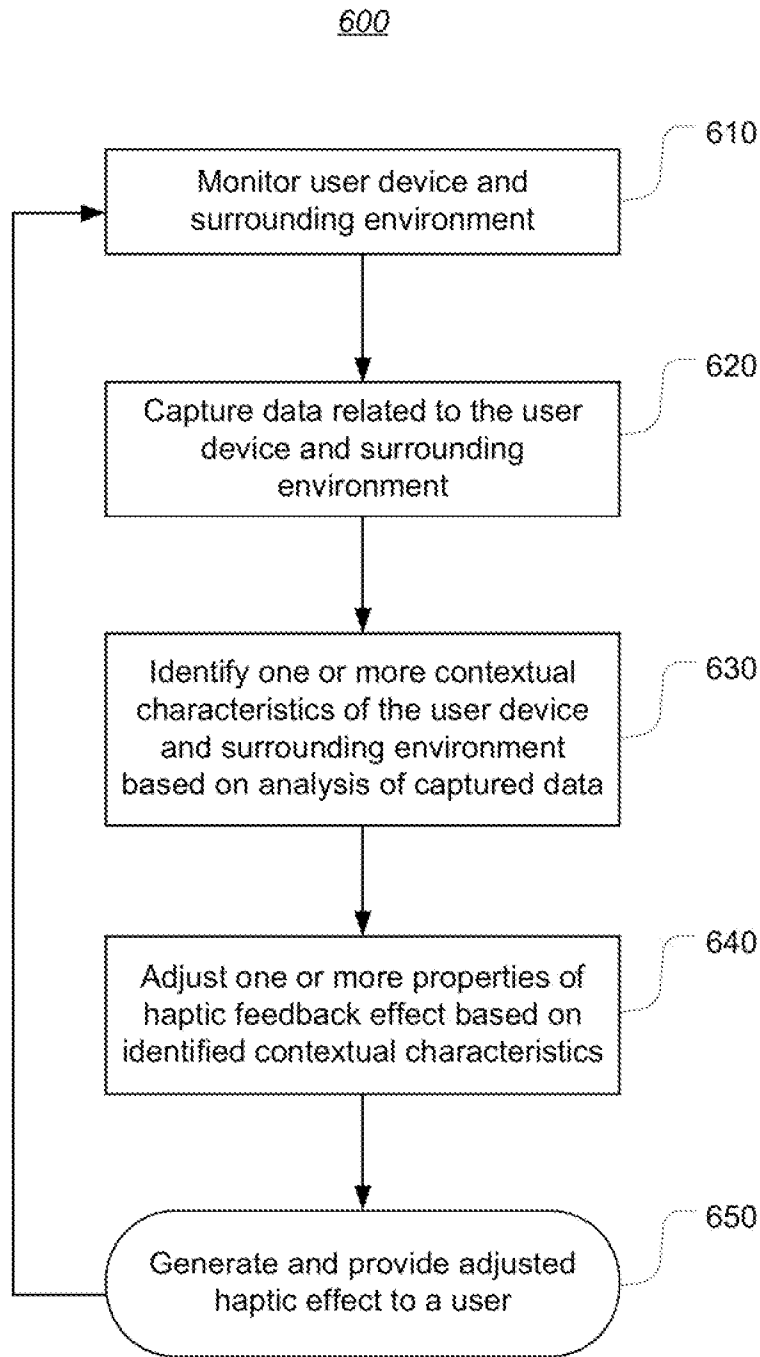 600
610
Monitor user device and
surrounding environment
620
Capture data related to the user
device and surrounding
environment
630
Identify one or more contextual
characteristics of the user device
and surrounding environment
based on analysis of captured data
640
Adjust one or more properties of
haptic feedback effect based on
identified contextual characteristics
650
Generate and provide adjusted
haptic effect to a user